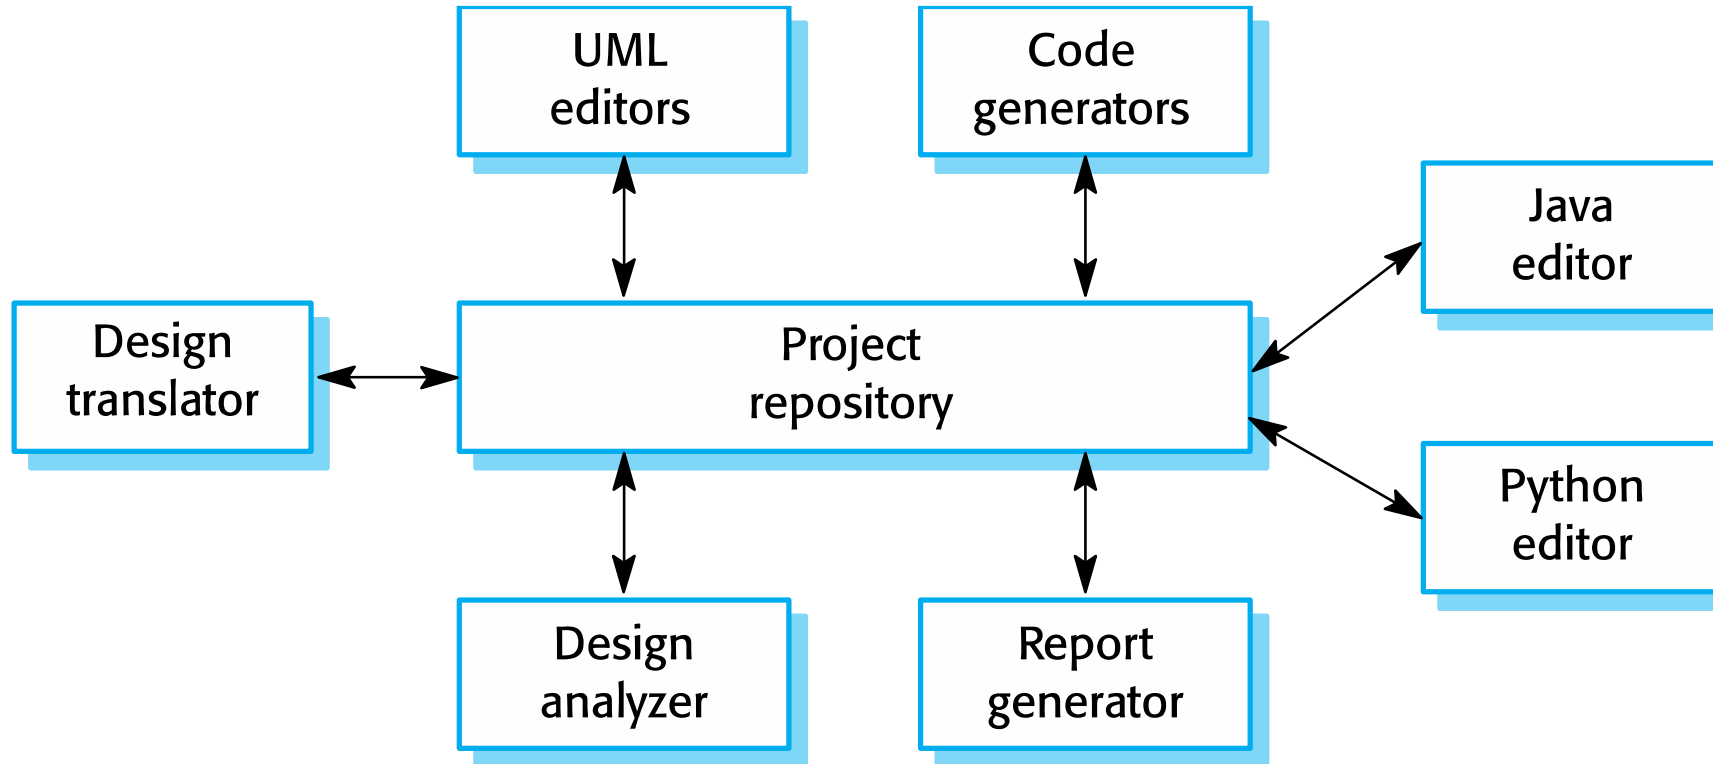 UML
editors
Code
generators
Java
editor
Design
translator
Project
repository
Python
editor
Design
analyzer
Report
generator